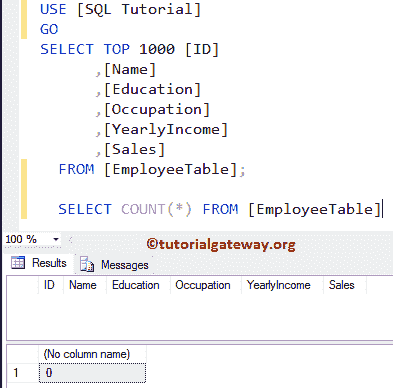 USE [SQL Tutorial]
GO
SELECT TOP 1000 [ID]
,[Name]
,[Education]
,[Occupation]
,[YearlyIncome]
,[Sales]
FROM [EmployeeTable];
SELECT COUNT(*) FROM [EmployeeTable]
100 %
©tutorialgateway.org
Results Messages
ID Name Education Occupation YearlyIncome Sales
(No column name)
1 0